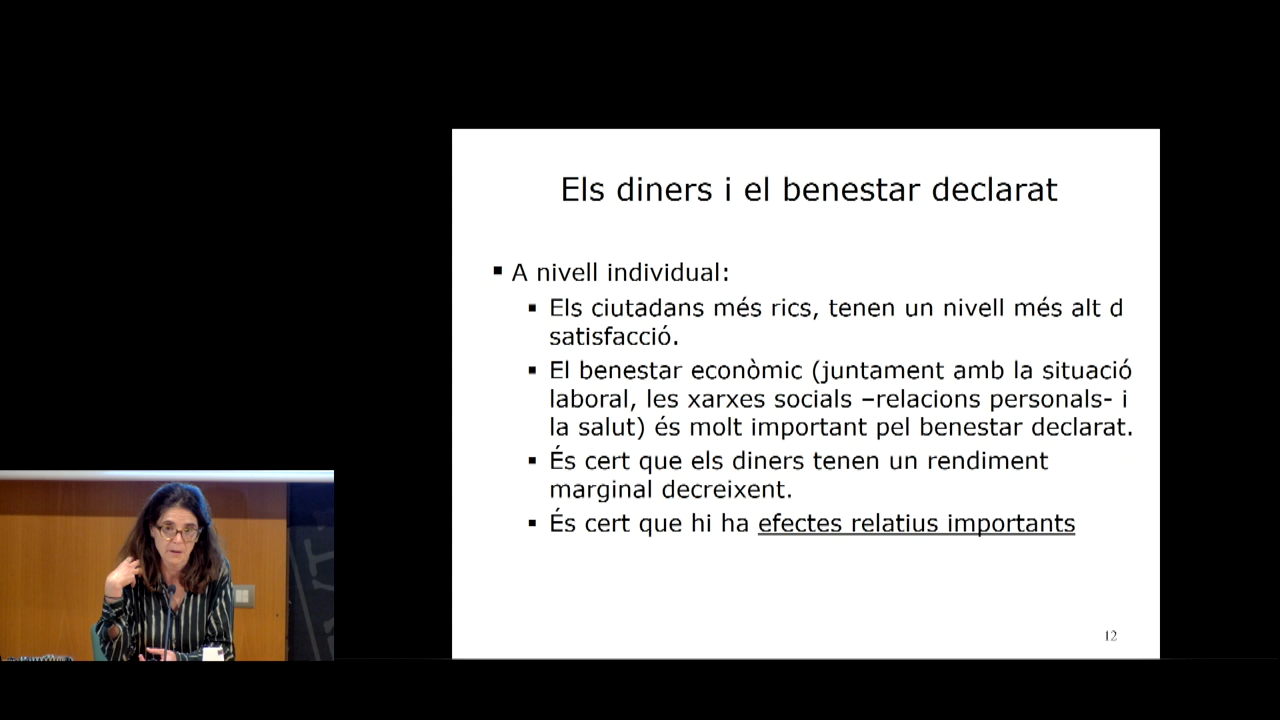 Els diners i el benestar declarat
▪ A nivell individual:
▪ Els ciutadans més rics, tenen un nivell més alt d
satisfacció.
▪ El benestar econòmic (juntament amb la situació
laboral, les xarxes socials –relacions personals- i
la salut) és molt important pel benestar declarat.
▪ És cert que els diners tenen un rendiment
marginal decreixent.
▪ És cert que hi ha efectes relatius importants
12